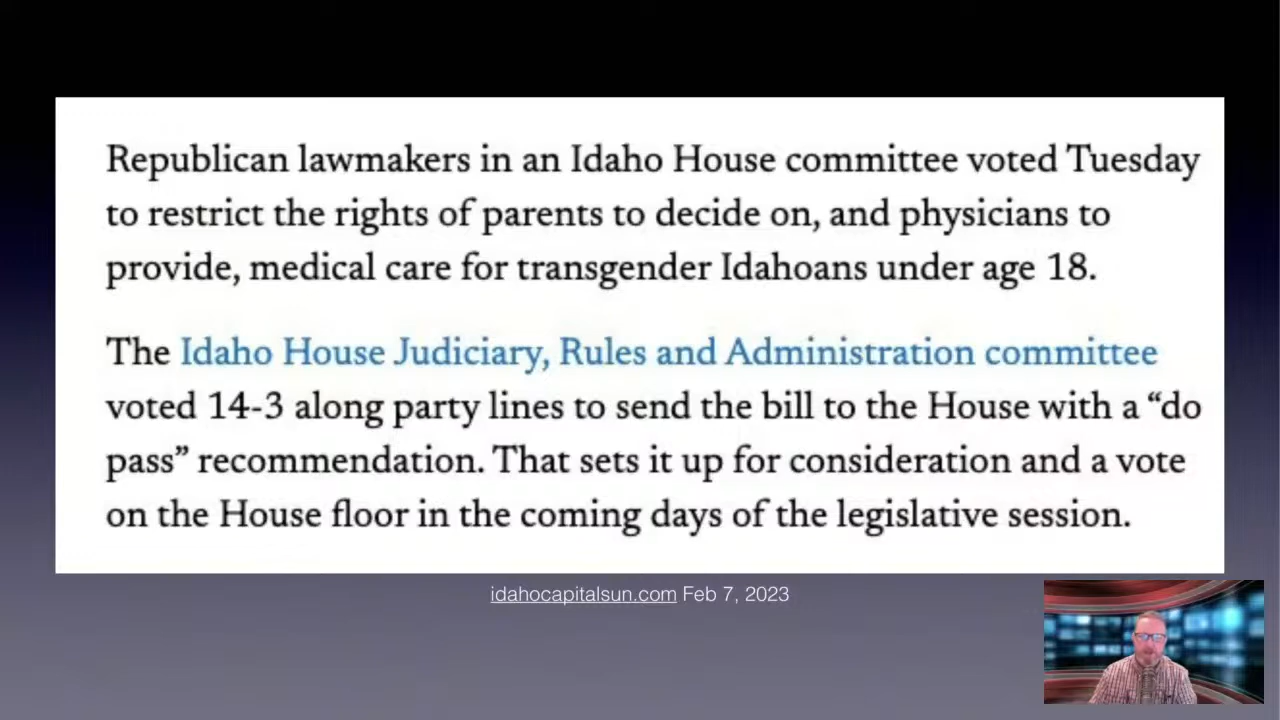 Republican lawmakers in an Idaho House committee voted Tuesday
to restrict the rights of parents to decide on, and physicians to
provide, medical care for transgender Idahoans under age 18.
The Idaho House Judiciary, Rules and Administration committee
voted 14-3 along party lines to send the bill to the House with a “do
pass” recommendation. That sets it up for consideration and a vote
on the House floor in the coming days of the legislative session.
idahocapitalsun.com Feb 7, 2023